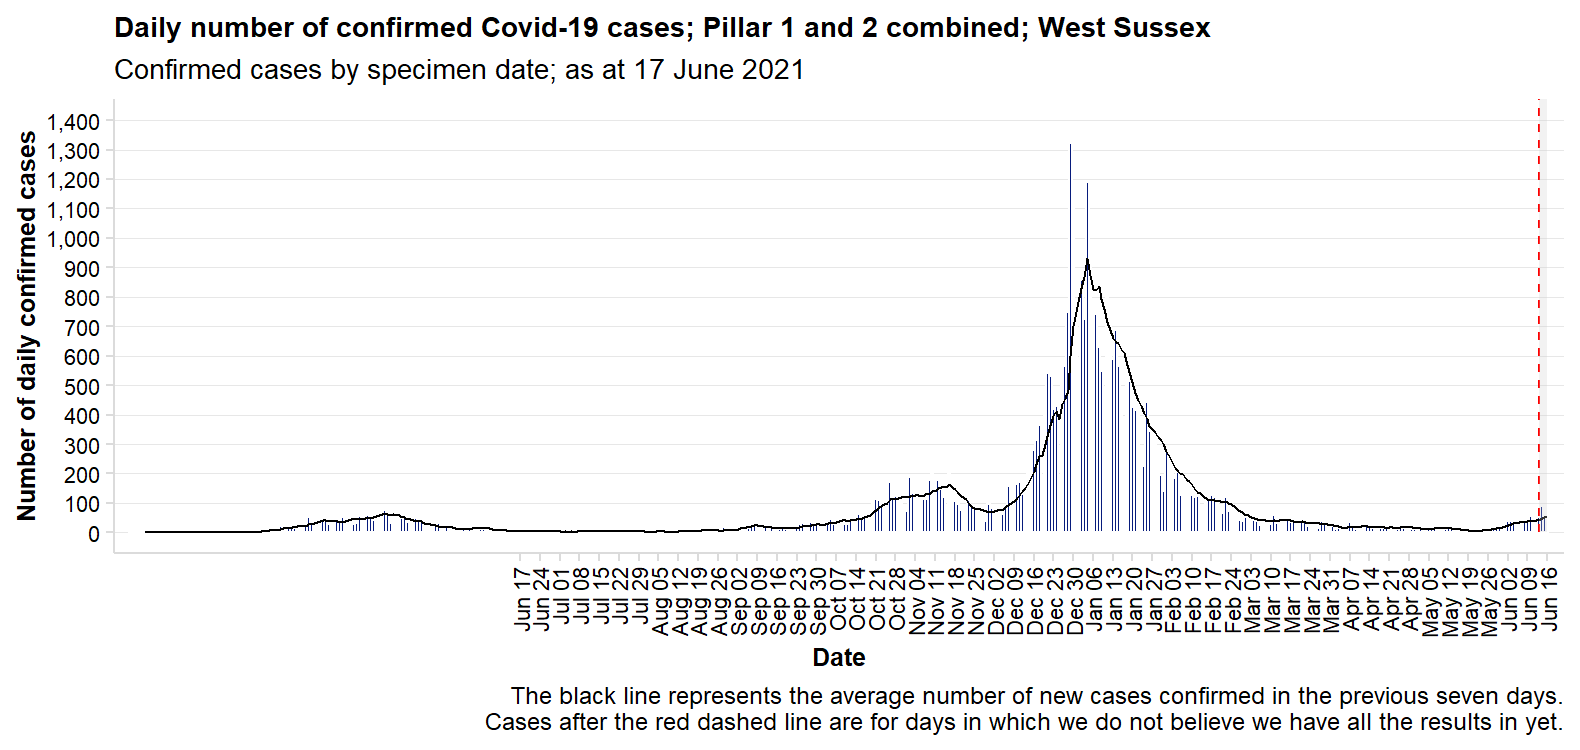 Daily number of confirmed Covid-19 cases; Pillar 1 and 2 combined; West Sussex
Confirmed cases by specimen date; as at 17 June 2021
Number of daily confirmed cases
1,400
1,300
1,200
1,100
1,000
900
800
700
600
500
400
300
200
100
0
Jun 17
Jun 24
Jul 01
Jul 08
Jul 15
Jul 22
Jul 29
Aug 05
Aug 12
Aug 19
Aug 26
Sep 02
Sep 09
Sep 16
Sep 23
Sep 30
Oct 07
Oct 14
Oct 21
Oct 28
Nov 04
Nov 11
Nov 18
Nov 25
Dec 02
Dec 09
Dec 16
Dec 23
Dec 30
Jan 06
Jan 13
Jan 20
Jan 27
Feb 03
Feb 10
Feb 17
Feb 24
Mar 03
Mar 10
Mar 17
Mar 24
Mar 31
Apr 07
Apr 14
Apr 21
Apr 28
May 05
May 12
May 19
May 26
Jun 02
Jun 09
Jun 16
Date
The black line represents the average number of new cases confirmed in the previous seven days.
Cases after the red dashed line are for days in which we do not believe we have all the results in yet.